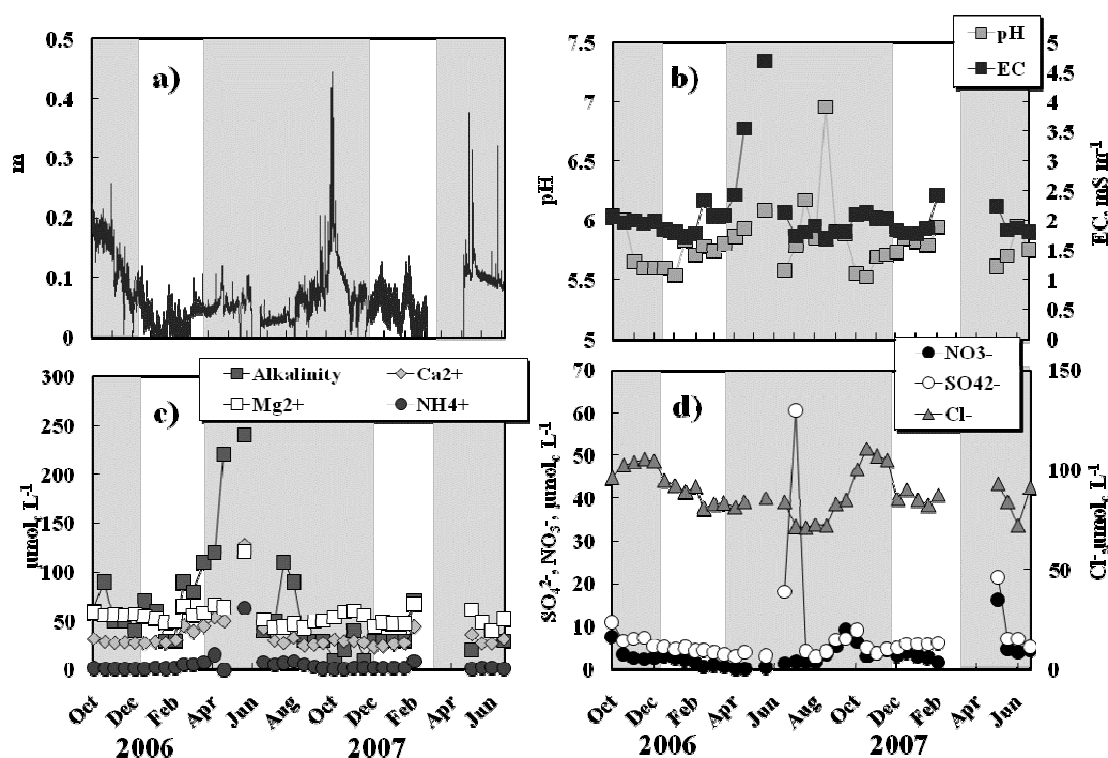 a)
0.5
0.4
0.3
0.2
0.1
0
m
b)
pH
EC
7.5
7
6.5
6
5.5
5
pH
5
4.5
4
3.5
3
2.5
2
1.5
1
0.5
0
EC. mS m-1
c)
Alkalinity
Ca2+
Mg2+
NH4+
300
250
200
150
100
50
0
µmolc L-1
Oct
Dec
Feb
Apr
Jun
Aug
Oct
Dec
Feb
Apr
Jun
2006
2007
d)
NO3-
SO42-
Cl-
70
60
50
40
30
20
10
0
SO42-, NO3-, µmolc L-1
150
100
50
0
Cl-,µmolc L-1
Oct
Dec
Feb
Apr
Jun
Aug
Oct
Dec
Feb
Apr
Jun
2006
2007